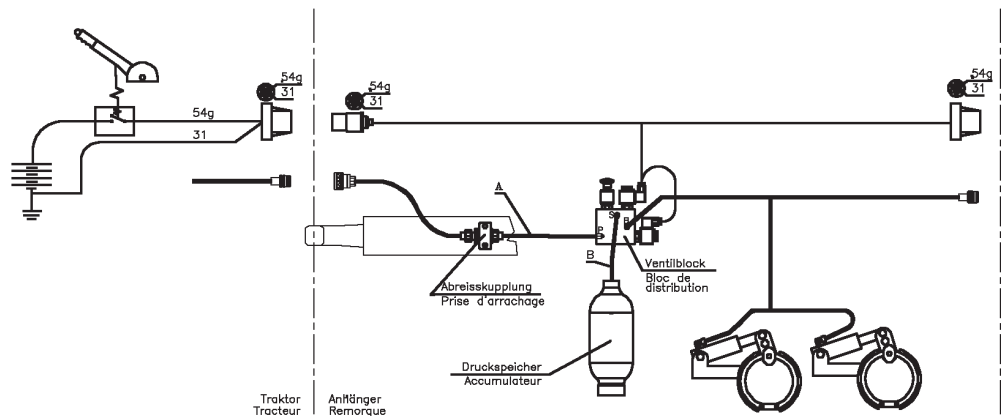 54g
31
54g
31
54g
31
54g
31
A
S
B
P
B
Ventilblock
Bloc de
distribution
Abreisskupplung
Prise d'arrachage
Druckspeicher
Accumulateur
Traktor
Tracteur
Anhänger
Remorque